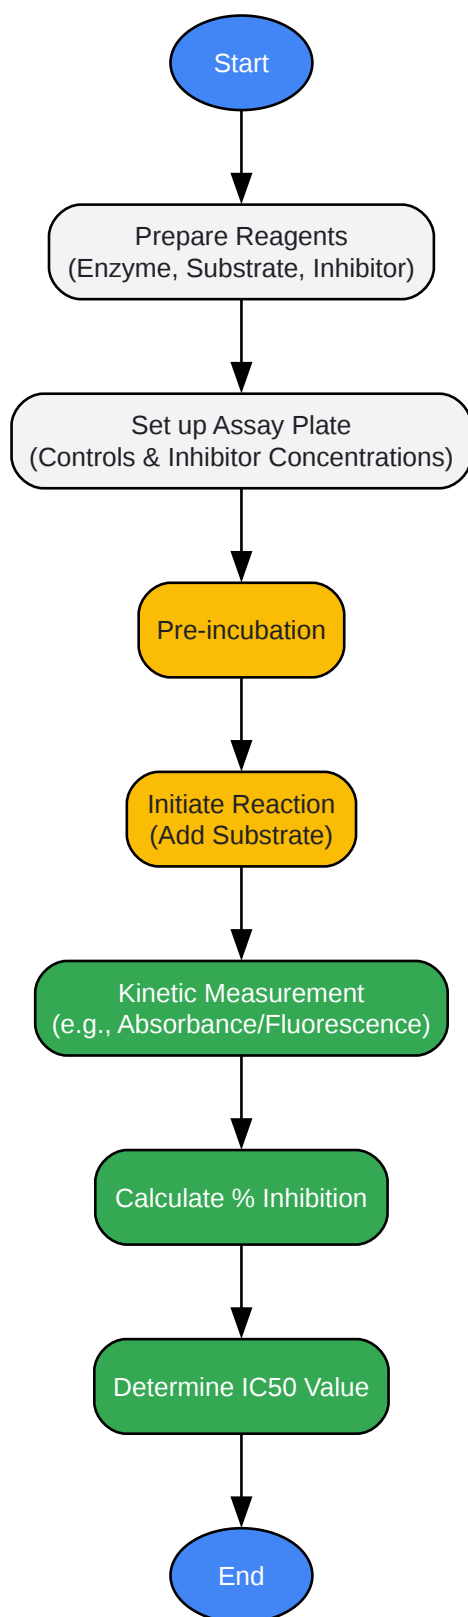 Start
Prepare Reagents
(Enzyme, Substrate, Inhibitor)
Set up Assay Plate
(Controls & Inhibitor Concentrations)
Pre-incubation
Initiate Reaction
(Add Substrate)
Kinetic Measurement
(e.g., Absorbance/Fluorescence)
Calculate % Inhibition
Determine IC50 Value
End